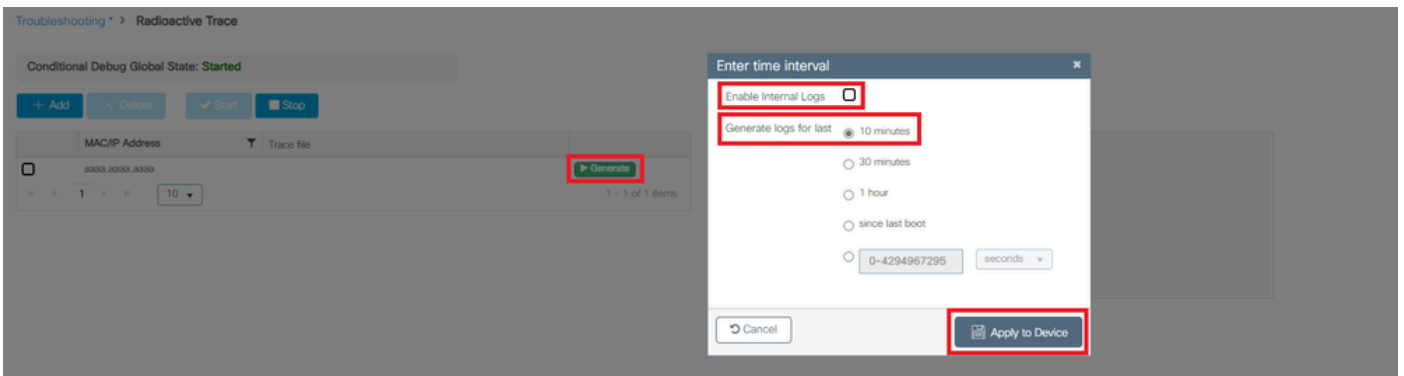 Troubleshooting > Radioactive Trace
Conditional Debug Global State: Started
+ Add × Delete ✔ Start Stop
MAC/IP Address Trace file
aaaa.aaaa.aaaa Generate
1 10 1 - 1 of 1 items
Enter time interval ×
Enable Internal Logs
Generate logs for last 10 minutes
30 minutes
1 hour
since last boot
0-4294967295 seconds
Cancel Apply to Device